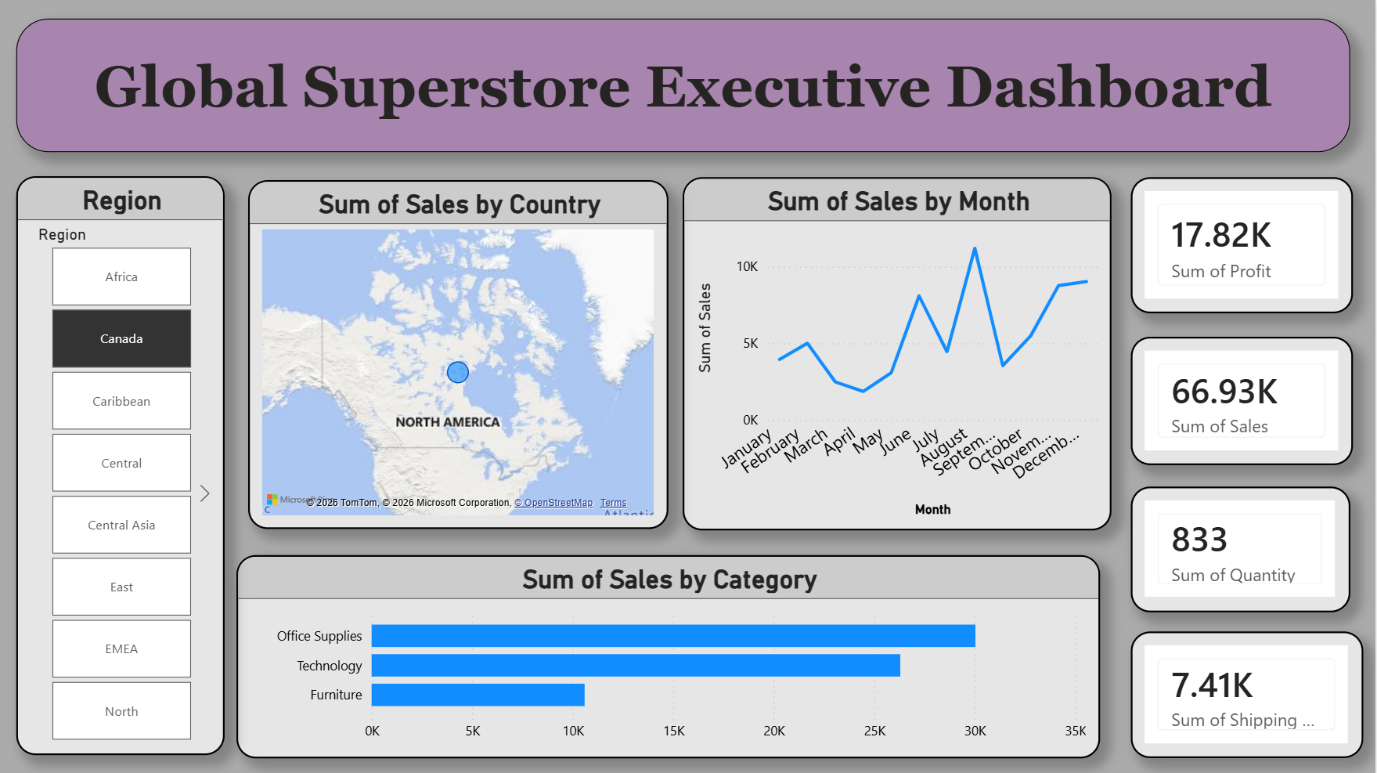 Global Superstore Executive Dashboard
Region
Region
Africa
Canada
Caribbean
Central
Central Asia
East
EMEA
North
Sum of Sales by Country
NORTH AMERICA
© 2026 TomTom, © 2026 Microsoft Corporation, © OpenStreetMap Terms
Sum of Sales by Month
Sum of Sales
10K
5K
0K
January
February
March
April
May
June
July
August
Septem...
October
Novem...
Decemb...
Month
Sum of Sales by Category
Office Supplies
Technology
Furniture
0K 5K 10K 15K 20K 25K 30K 35K
17.82K
Sum of Profit
66.93K
Sum of Sales
833
Sum of Quantity
7.41K
Sum of Shipping ...